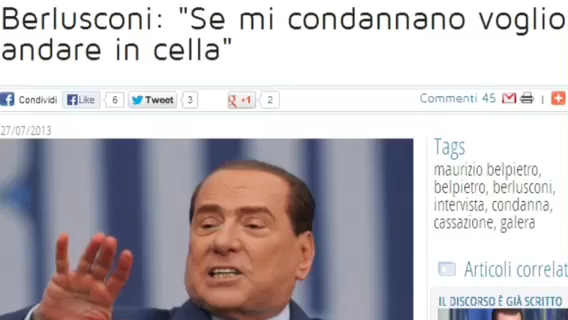 Berlusconi: "Se mi condannano voglio
andare in cella"
Condividi
Like
6
Tweet
3
g +1
2
Commenti 45
27/07/2013
Tags
maurizio belpietro,
belpietro, berlusconi,
intervista, condanna,
cassazione, galera
Articoli correlat
IL DISCORSO È GIÀ SCRITTO